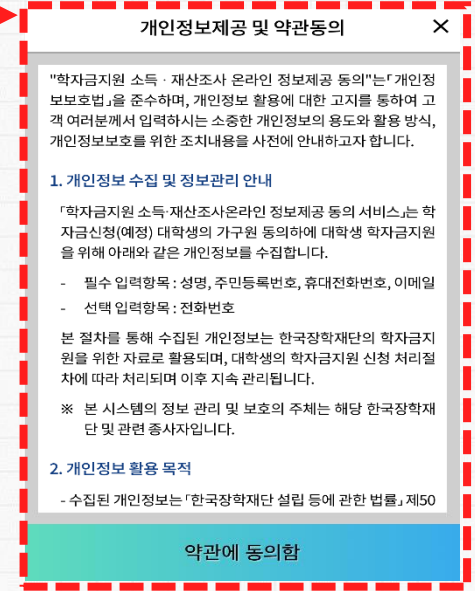 개인정보제공 및 약관동의 ×
"학자금지원 소득 · 재산조사 온라인 정보제공 동의"는「개인정
보보호법」을 준수하며, 개인정보 활용에 대한 고지를 통하여 고
객 여러분께서 입력하시는 소중한 개인정보의 용도와 활용 방식,
개인정보보호를 위한 조치내용을 사전에 안내하고자 합니다.
1. 개인정보 수집 및 정보관리 안내
「학자금지원 소득·재산조사온라인 정보제공 동의 서비스」는 학
자금신청(예정) 대학생의 가구원 동의하에 대학생 학자금지원
을 위해 아래와 같은 개인정보를 수집합니다.
- 필수 입력항목 : 성명, 주민등록번호, 휴대전화번호, 이메일
- 선택 입력항목 : 전화번호
본 절차를 통해 수집된 개인정보는 한국장학재단의 학자금지
원을 위한 자료로 활용되며, 대학생의 학자금지원 신청 처리절
차에 따라 처리되며 이후 지속 관리됩니다.
※ 본 시스템의 정보 관리 및 보호의 주체는 해당 한국장학재
단 및 관련 종사자입니다.
2. 개인정보 활용 목적
- 수집된 개인정보는 「한국장학재단 설립 등에 관한 법률」 제50
약관에 동의함